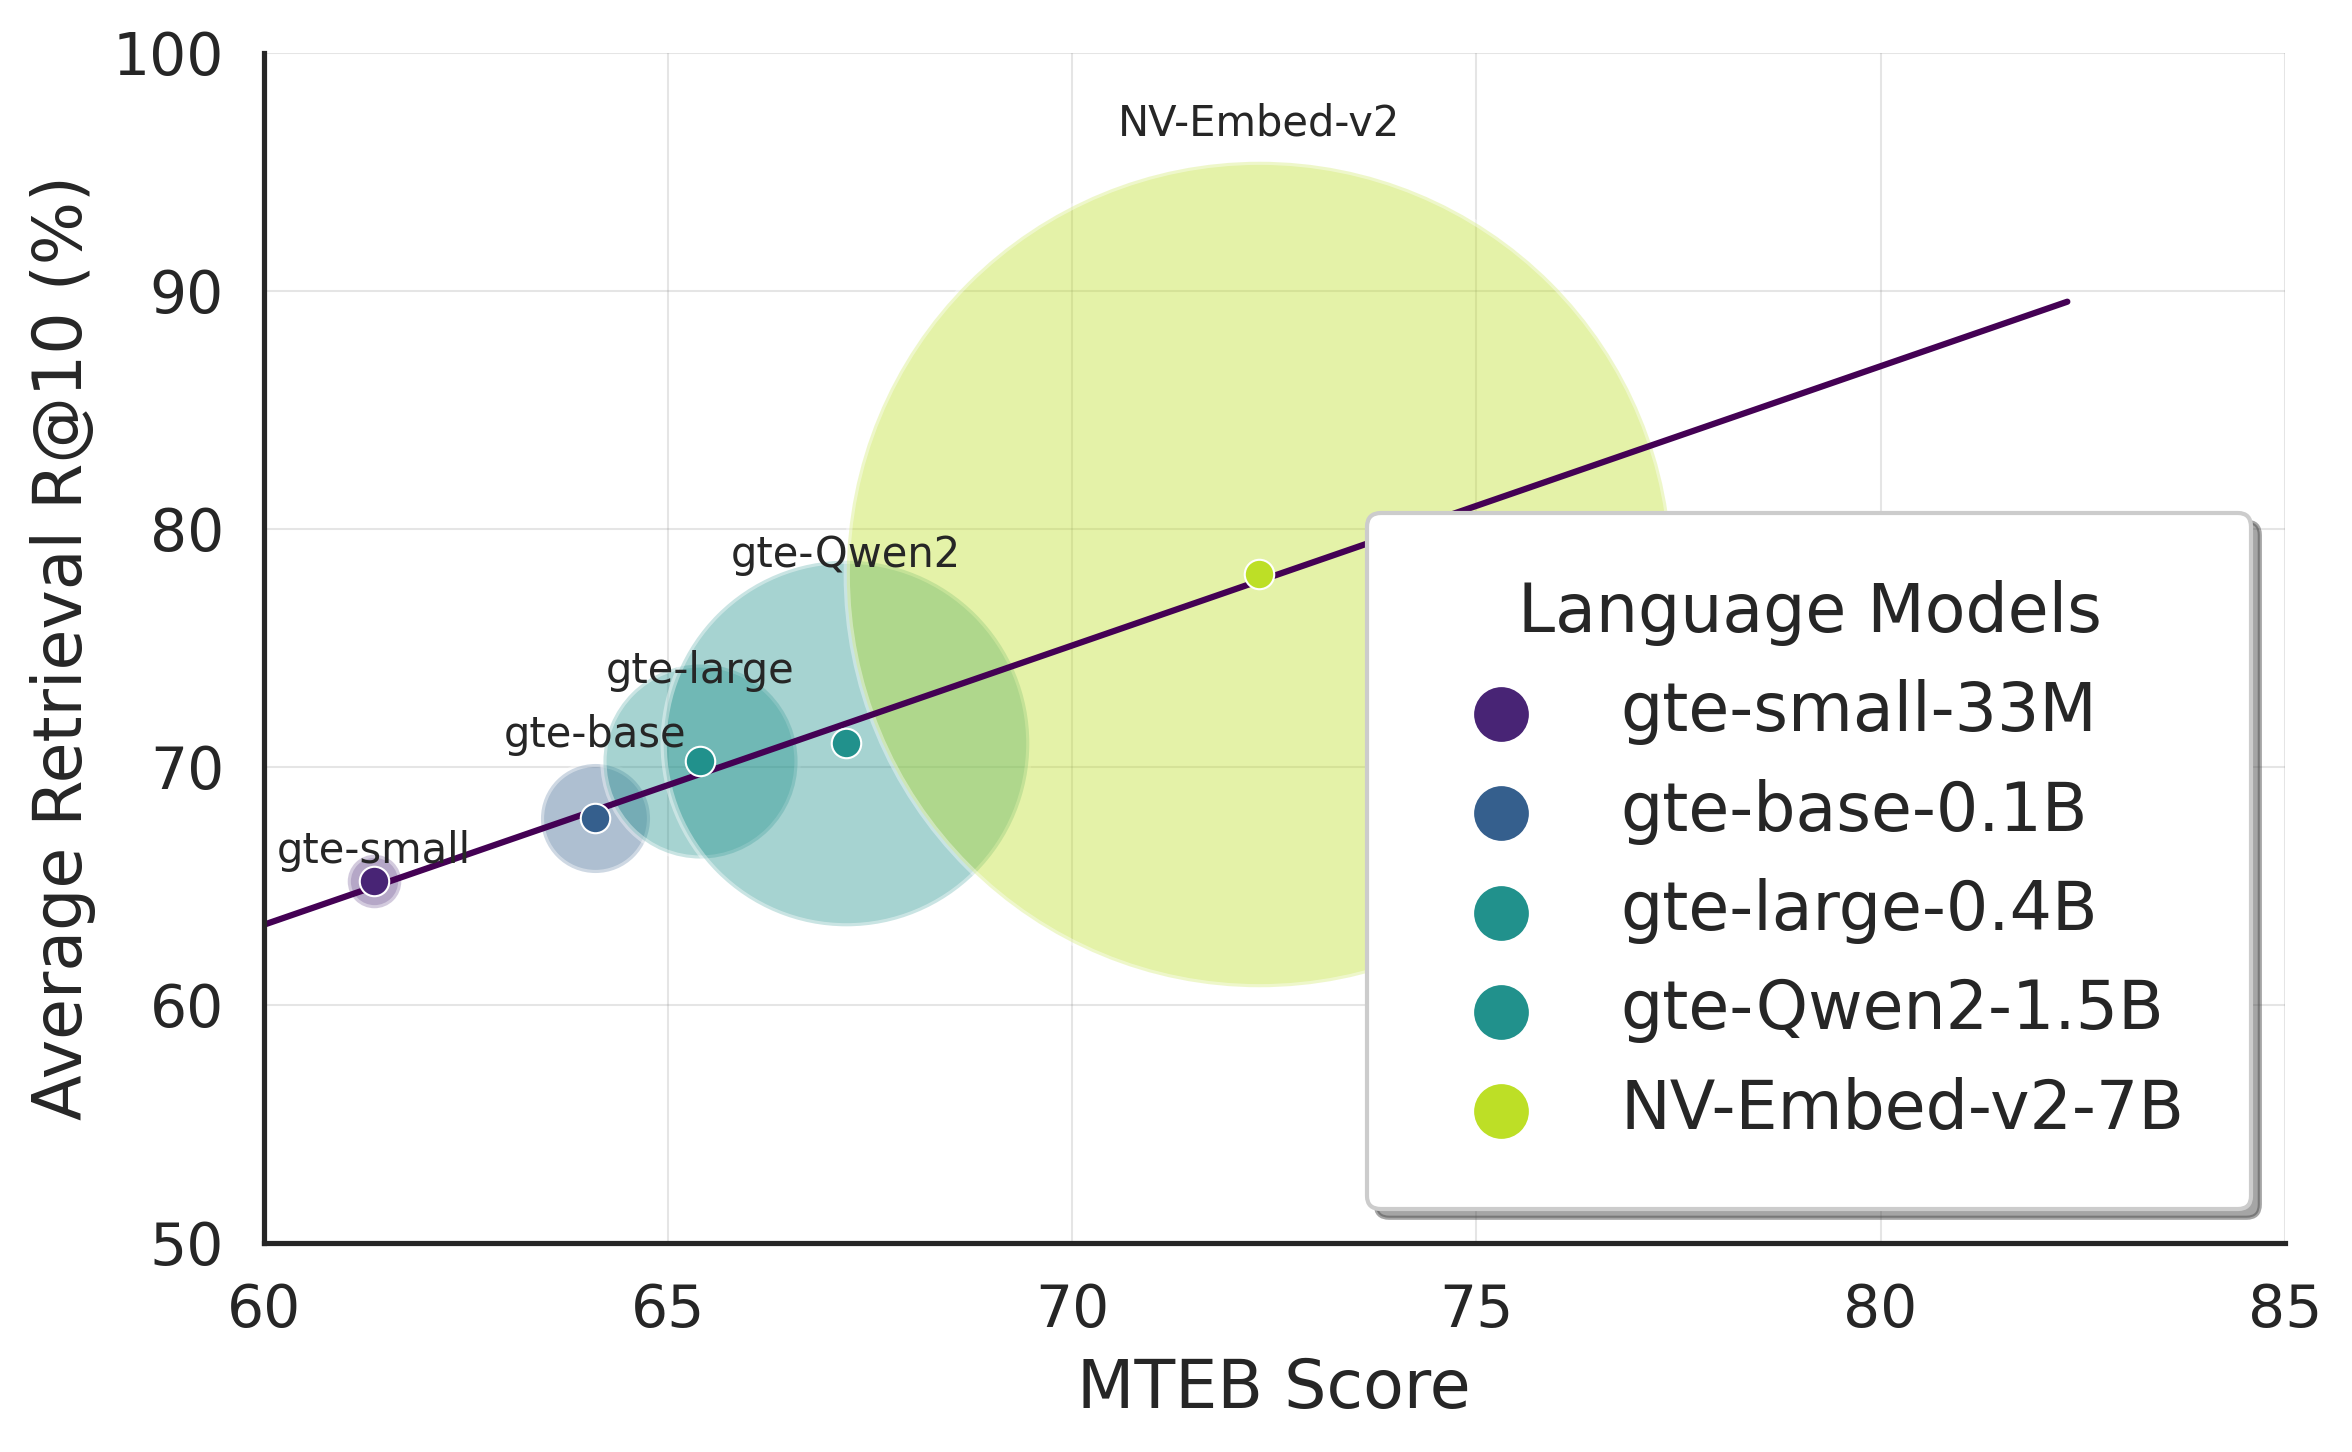 100
90
80
70
60
50
Average Retrieval R@10 (%)
NV-Embed-v2
gte-Qwen2
gte-large
gte-base
gte-small
Language Models
gte-small-33M
gte-base-0.1B
gte-large-0.4B
gte-Qwen2-1.5B
NV-Embed-v2-7B
60 65 70 75 80 85
MTEB Score